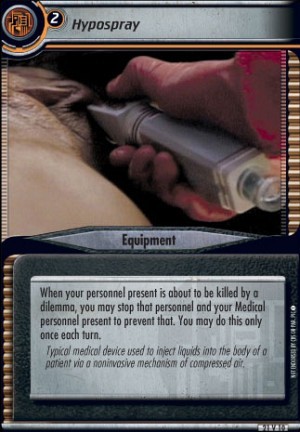 2 Hypospray
Equipment
When your personnel present is about to be killed by a
dilemma, you may stop that personnel and your Medical
personnel present to prevent that. You may do this only
once each turn.
Typical medical device used to inject liquids into the body of a
patient via a noninvasive mechanism of compressed air.
21 V 10